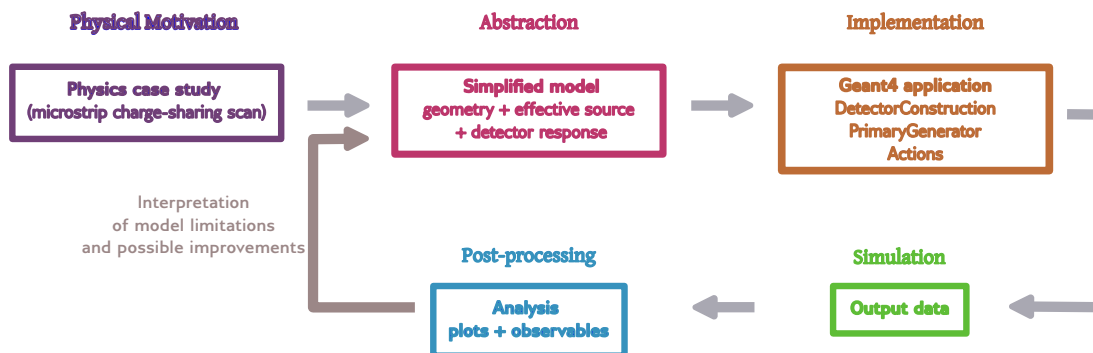 Physical Motivation
Abstraction
Implementation
Physics case study
(microstrip charge-sharing scan)
Simplified model
geometry + effective source
+ detector response
Geant4 application
DetectorConstruction
PrimaryGenerator
Actions
Interpretation
of model limitations
and possible improvements
Post-processing
Simulation
Analysis
plots + observables
Output data